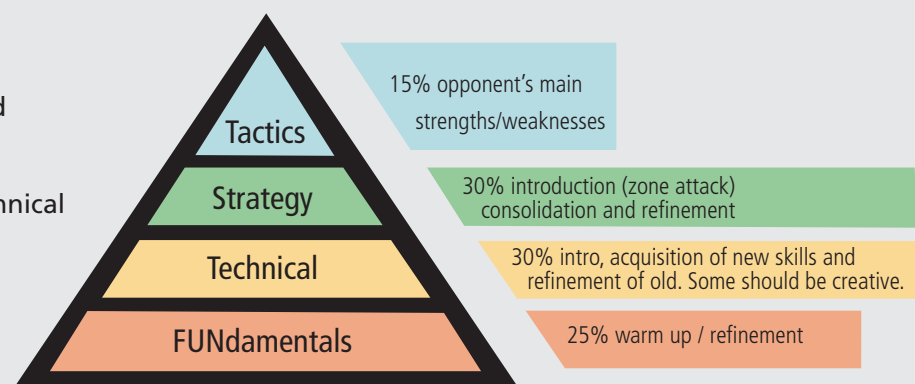 d
hnical
Tactics
15% opponent's main
strengths/weaknesses
Strategy
30% introduction (zone attack)
consolidation and refinement
Technical
30% intro, acquisition of new skills and
refinement of old. Some should be creative.
FUNdamentals
25% warm up / refinement